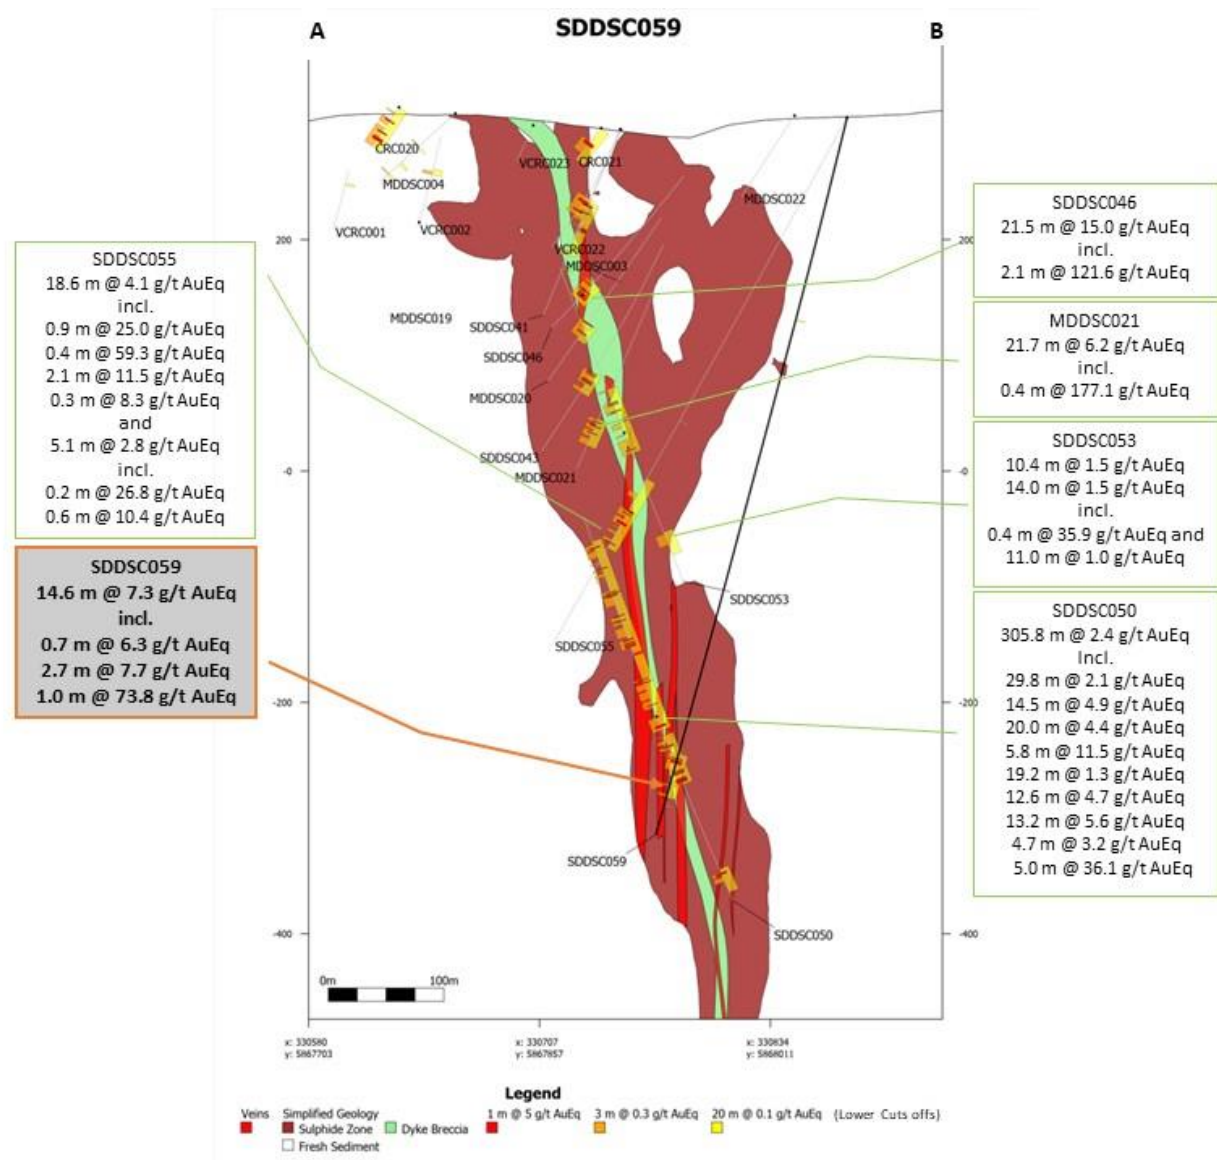 A
SDDSC059
B
CRC020
MDDSC004
VCRC001
VCRC002
VCRC023
CRC021
MDDSC022
VCRC022
MDDSC003
MDDSC019
SDDSC041
SDDSC046
MDDSC020
SDDSC043
MDDSC021
SDDSC053
SDDSC055
SDDSC059
SDDSC050
200
-0
-200
-400
200
-0
-200
-400
SDDSC055
18.6 m @ 4.1 g/t AuEq
incl.
0.9 m @ 25.0 g/t AuEq
0.4 m @ 59.3 g/t AuEq
2.1 m @ 11.5 g/t AuEq
0.3 m @ 8.3 g/t AuEq
and
5.1 m @ 2.8 g/t AuEq
incl.
0.2 m @ 26.8 g/t AuEq
0.6 m @ 10.4 g/t AuEq
SDDSC059
14.6 m @ 7.3 g/t AuEq
incl.
0.7 m @ 6.3 g/t AuEq
2.7 m @ 7.7 g/t AuEq
1.0 m @ 73.8 g/t AuEq
SDDSC046
21.5 m @ 15.0 g/t AuEq
incl.
2.1 m @ 121.6 g/t AuEq
MDDSC021
21.7 m @ 6.2 g/t AuEq
incl.
0.4 m @ 177.1 g/t AuEq
SDDSC053
10.4 m @ 1.5 g/t AuEq
14.0 m @ 1.5 g/t AuEq
incl.
0.4 m @ 35.9 g/t AuEq and
11.0 m @ 1.0 g/t AuEq
SDDSC050
305.8 m @ 2.4 g/t AuEq
Incl.
29.8 m @ 2.1 g/t AuEq
14.5 m @ 4.9 g/t AuEq
20.0 m @ 4.4 g/t AuEq
5.8 m @ 11.5 g/t AuEq
19.2 m @ 1.3 g/t AuEq
12.6 m @ 4.7 g/t AuEq
13.2 m @ 5.6 g/t AuEq
4.7 m @ 3.2 g/t AuEq
5.0 m @ 36.1 g/t AuEq
0m 100m
x: 330580
y: 5867703
x: 330707
y: 5867857
x: 330834
y: 5868011
Legend
Veins Simplified Geology 1 m @ 5 g/t AuEq 3 m @ 0.3 g/t AuEq 20 m @ 0.1 g/t AuEq (Lower Cuts offs)
Sulphide Zone Dyke Breccia
Fresh Sediment